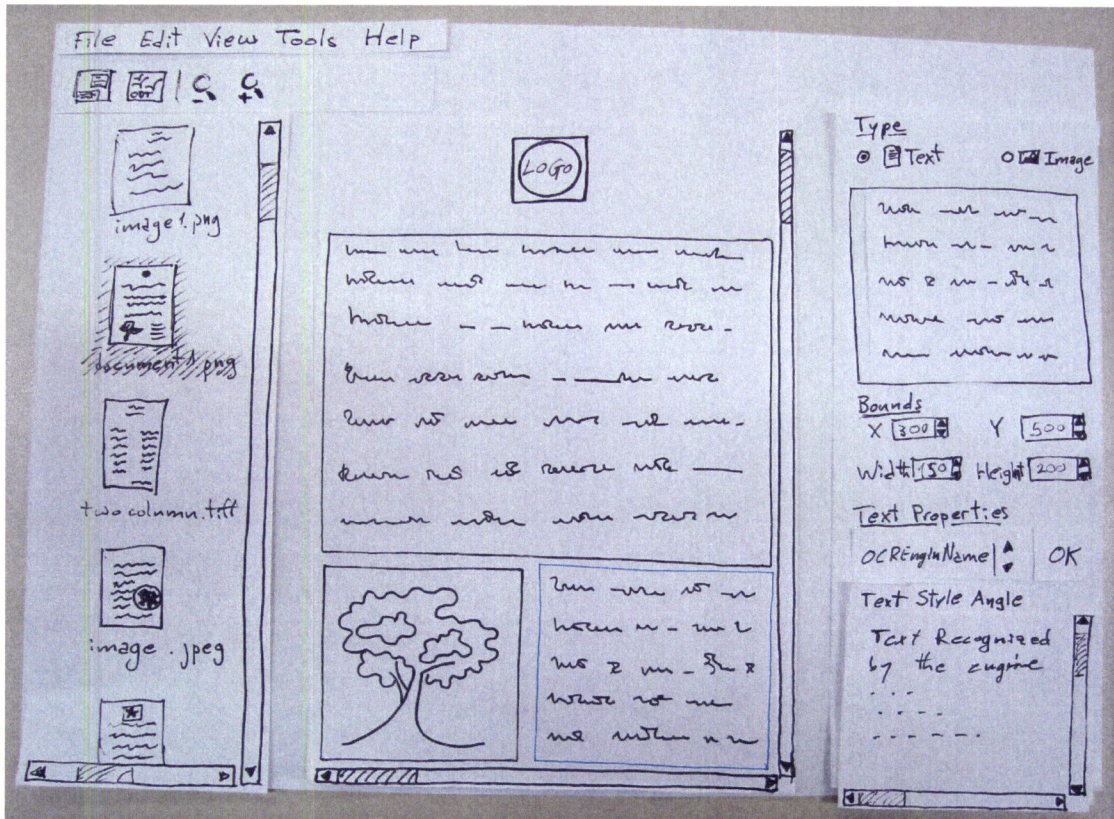 File Edit View Tools Help
image1.png
document1.png
two column.tiff
image.jpeg
LOGO
Type
Text Image
Bounds
X 300 Y 500
Width 150 Height 200
Text Properties
OCREnginName OK
Text Style Angle
Text Recognized
by the engine
. . .
- - - -
- - - - - -